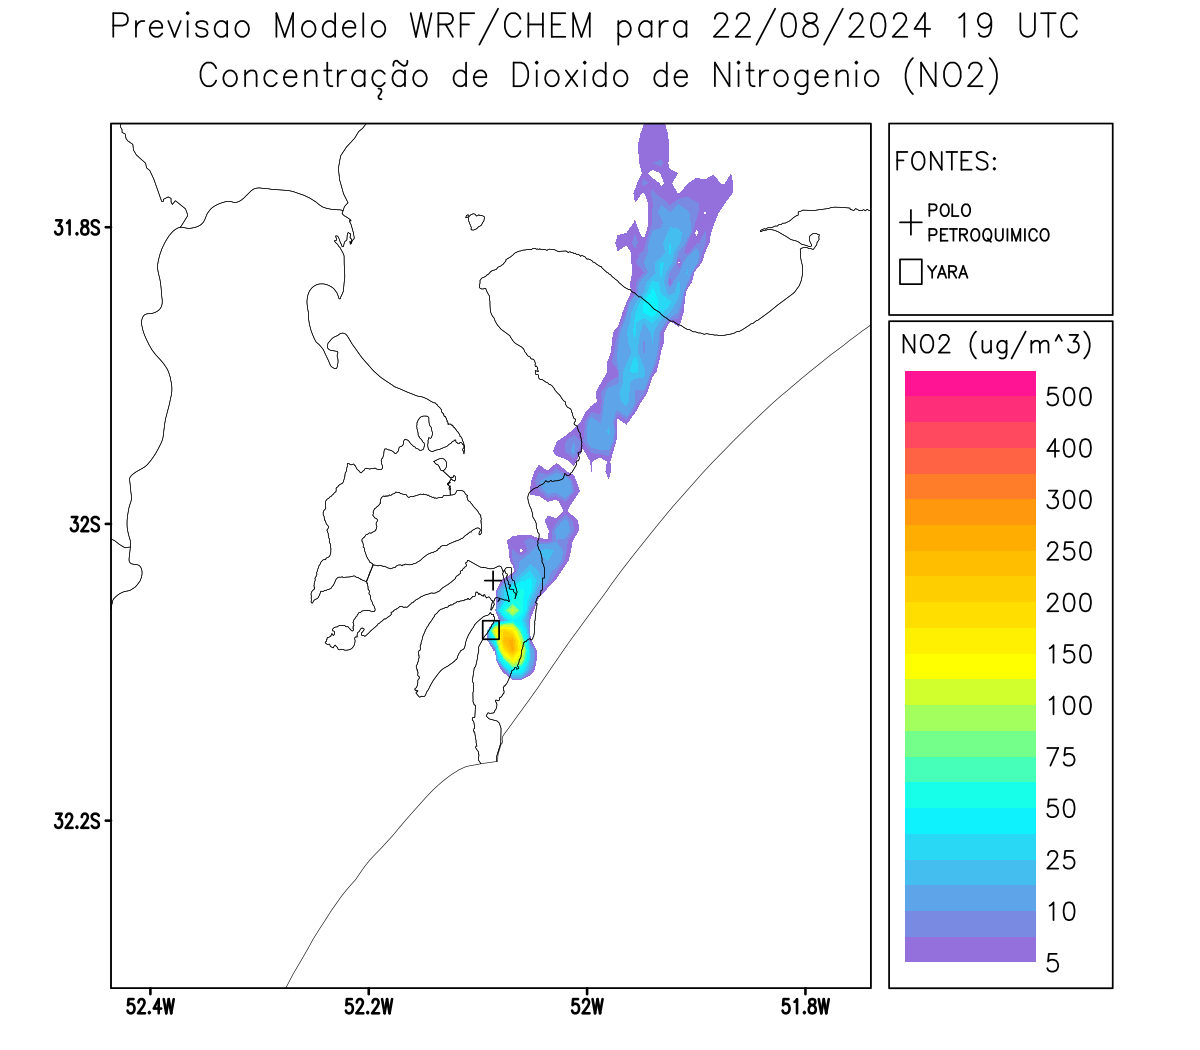 Previsao Modelo WRF/CHEM para 22/08/2024 19 UTC
Concentração de Dioxido de Nitrogenio (NO2)
FONTES:
POLO
PETROQUIMICO
YARA
NO2 (ug/m^3)
500
400
300
250
200
150
100
75
50
25
10
5
31.8S
32S
32.2S
52.4W
52.2W
52W
51.8W